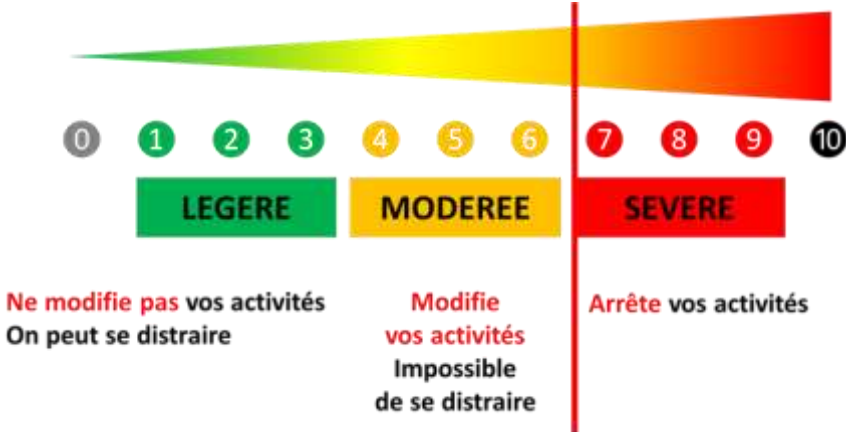 0 1 2 3 4 5 6 7 8 9 10
LEGERE MODEREE SEVERE
Ne modifie pas vos activités
On peut se distraire
Modifie
vos activités
Impossible
de se distraire
Arrête vos activités